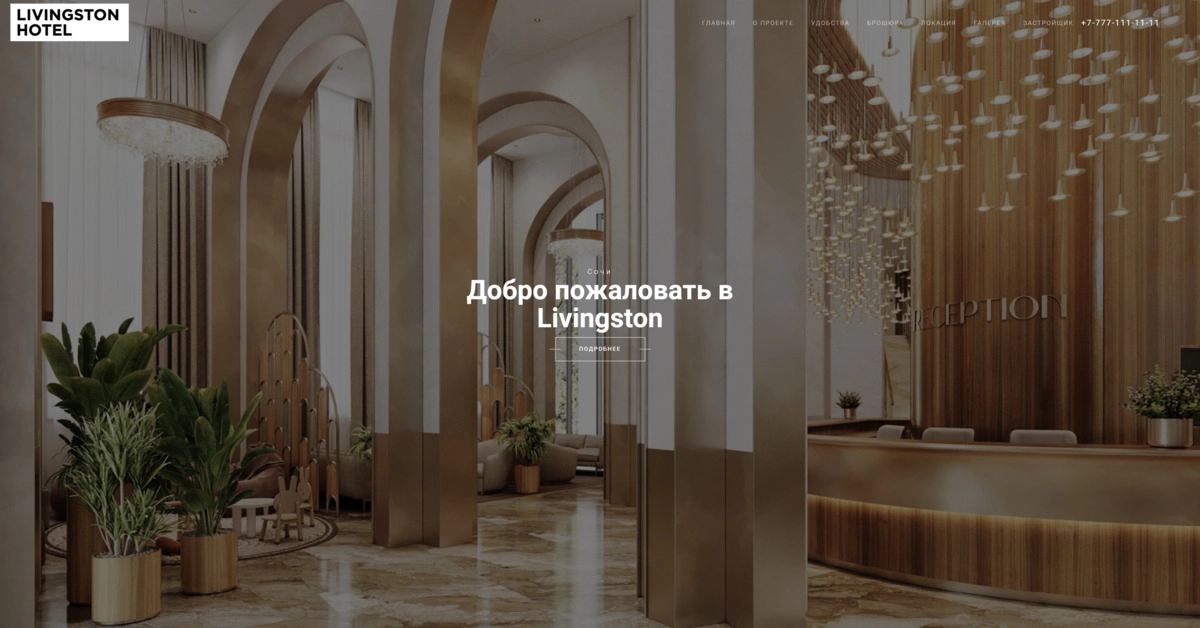 LIVINGSTON
HOTEL
ГЛАВНАЯ О ПРОЕКТЕ УДОБСТВА БРОШЮРА ЛОКАЦИЯ ГАЛЕРЕЯ ЗАСТРОЙЩИК +7-777-111-11-11
RECEPTION
Сочи
Добро пожаловать в
Livingston
ПОДРОБНЕЕ